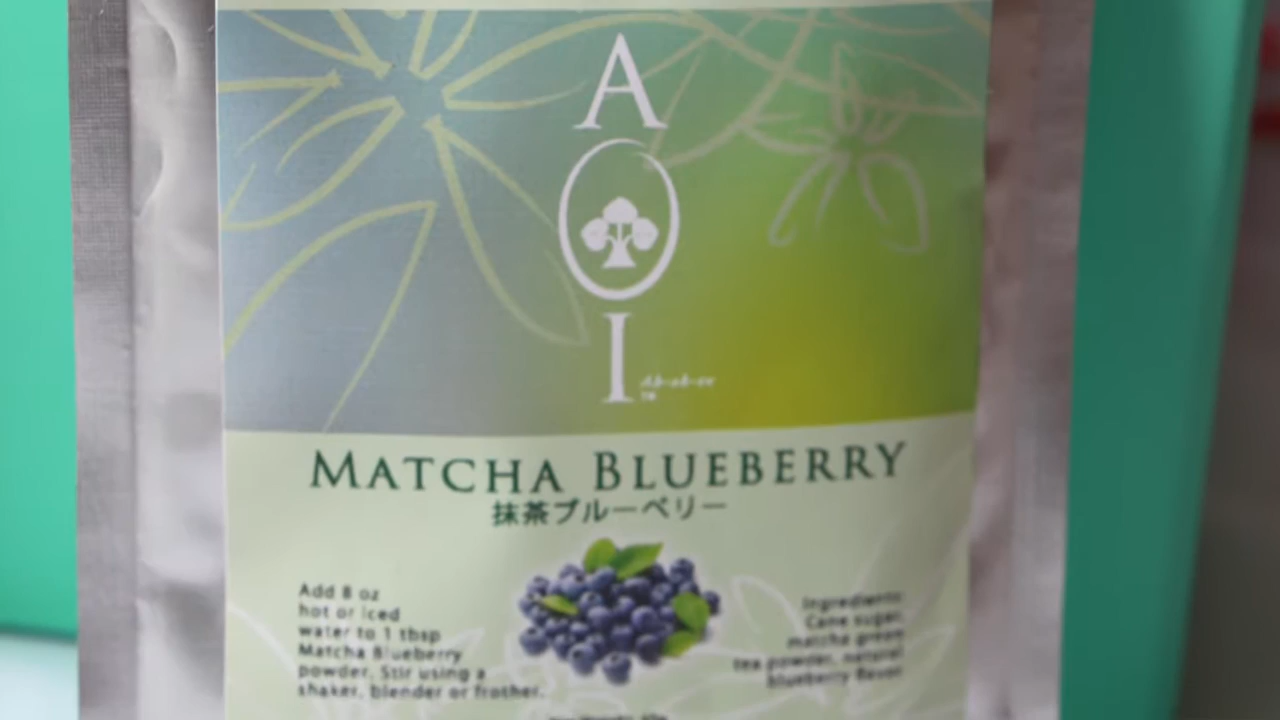 AOI
TM
MATCHA BLUEBERRY
抹茶ブルーベリー
Add 8 oz
hot or iced
water to 1 tbsp
Matcha Blueberry
powder. Stir using a
shaker, blender or frother.
Ingredients:
Cane sugar,
matcha green
tea powder, natural
blueberry flavor